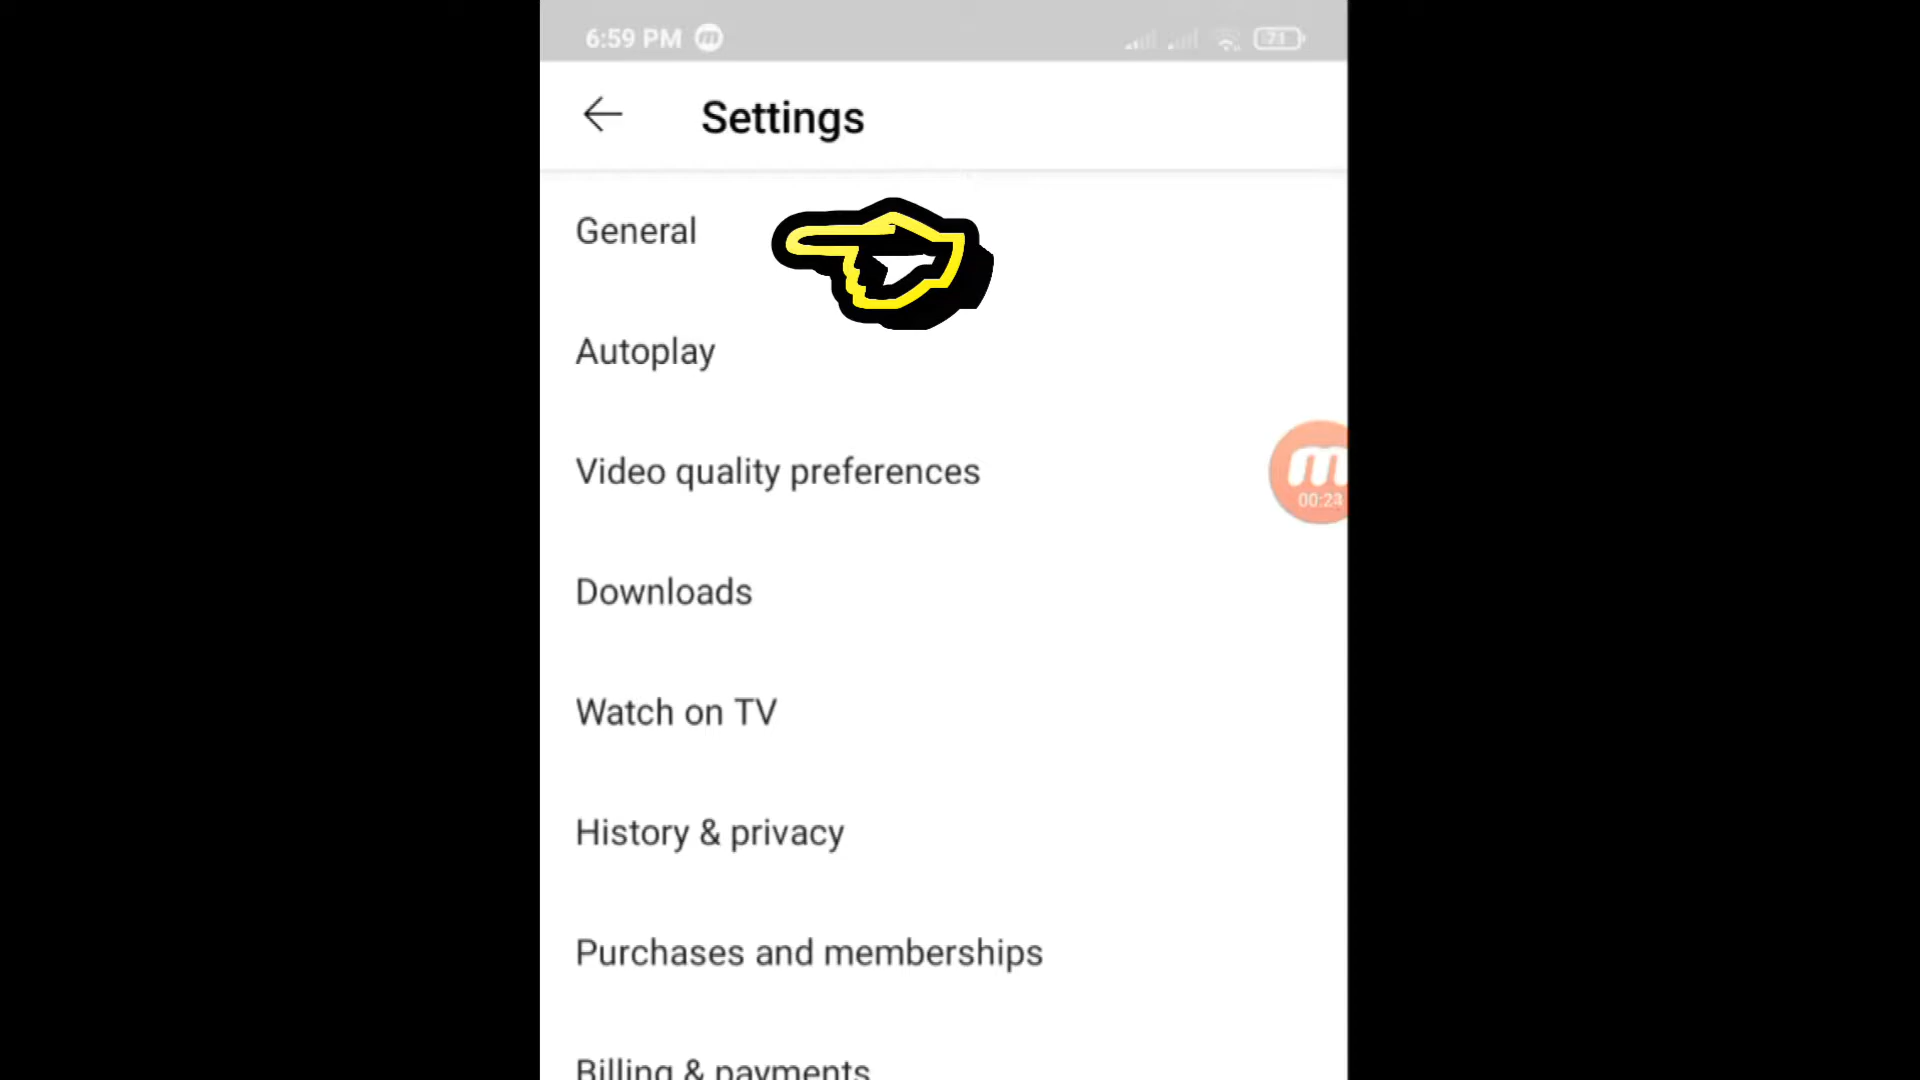 6:59 PM m
71
Settings
General
Autoplay
Video quality preferences
m
00:23
Downloads
Watch on TV
History & privacy
Purchases and memberships
Billing & payments